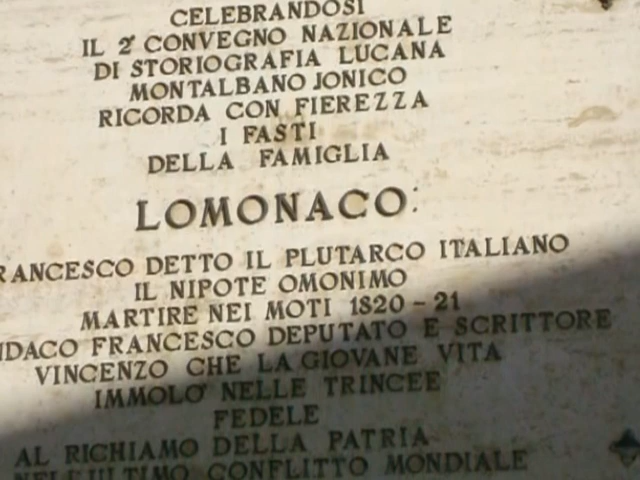 CELEBRANDOSI
IL 2° CONVEGNO NAZIONALE
DI STORIOGRAFIA LUCANA
MONTALBANO JONICO
RICORDA CON FIEREZZA
I FASTI
DELLA FAMIGLIA
LOMONACO:
RANCESCO DETTO IL PLUTARCO ITALIANO
IL NIPOTE OMONIMO
MARTIRE NEI MOTI 1820-21
NDACO FRANCESCO DEPUTATO E SCRITTORE
VINCENZO CHE LA GIOVANE VITA
IMMOLO' NELLE TRINCEE
FEDELE
AL RICHIAMO DELLA PATRIA
NELL'ULTIMO CONFLITTO MONDIALE